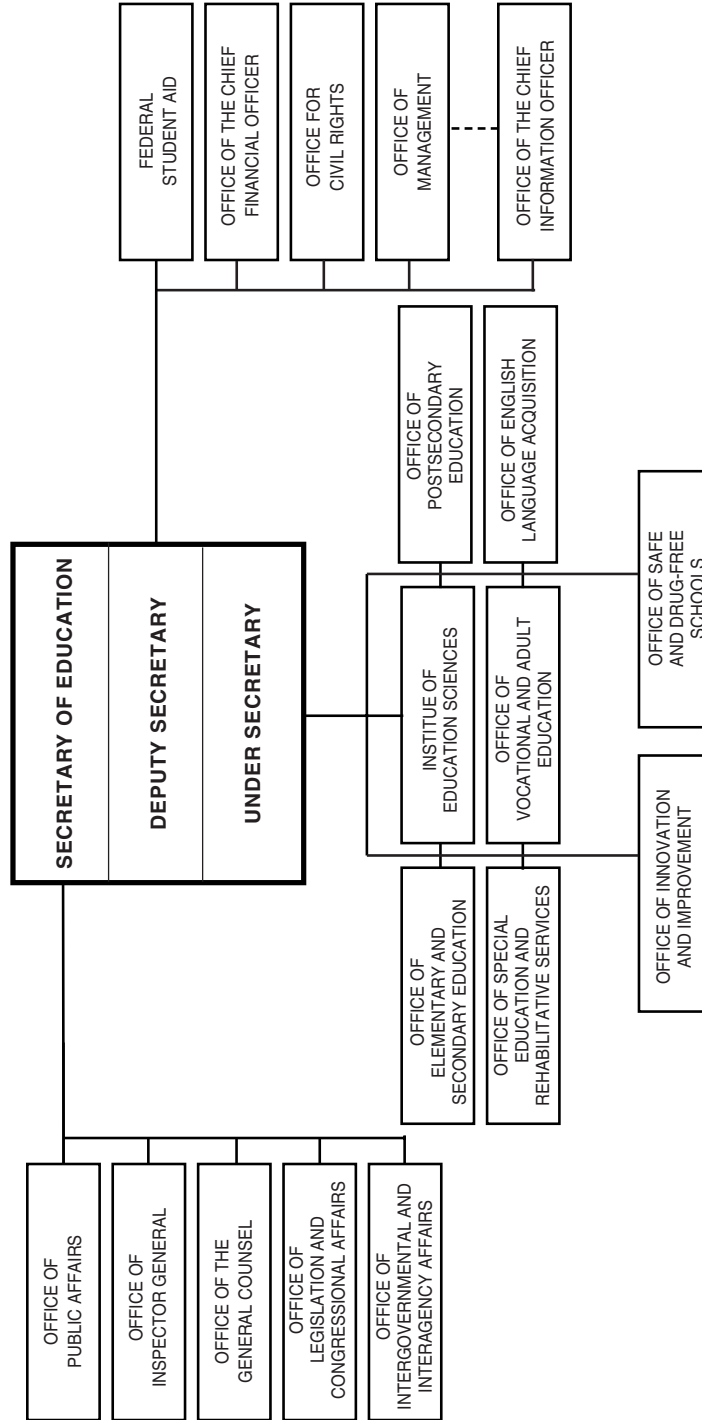 SECRETARY OF EDUCATION
DEPUTY SECRETARY
UNDER SECRETARY
OFFICE OF
PUBLIC AFFAIRS
OFFICE OF
INSPECTOR GENERAL
OFFICE OF THE
GENERAL COUNSEL
OFFICE OF
LEGISLATION AND
CONGRESSIONAL AFFAIRS
OFFICE OF
INTERGOVERNMENTAL AND
INTERAGENCY AFFAIRS
FEDERAL
STUDENT AID
OFFICE OF THE CHIEF
FINANCIAL OFFICER
OFFICE FOR
CIVIL RIGHTS
OFFICE OF
MANAGEMENT
OFFICE OF THE CHIEF
INFORMATION OFFICER
OFFICE OF
ELEMENTARY AND
SECONDARY EDUCATION
INSTITUE OF
EDUCATION SCIENCES
OFFICE OF
POSTSECONDARY
EDUCATION
OFFICE OF SPECIAL
EDUCATION AND
REHABILITATIVE SERVICES
OFFICE OF
VOCATIONAL AND ADULT
EDUCATION
OFFICE OF ENGLISH
LANGUAGE ACQUISITION
OFFICE OF INNOVATION
AND IMPROVEMENT
OFFICE OF SAFE
AND DRUG-FREE
SCHOOLS